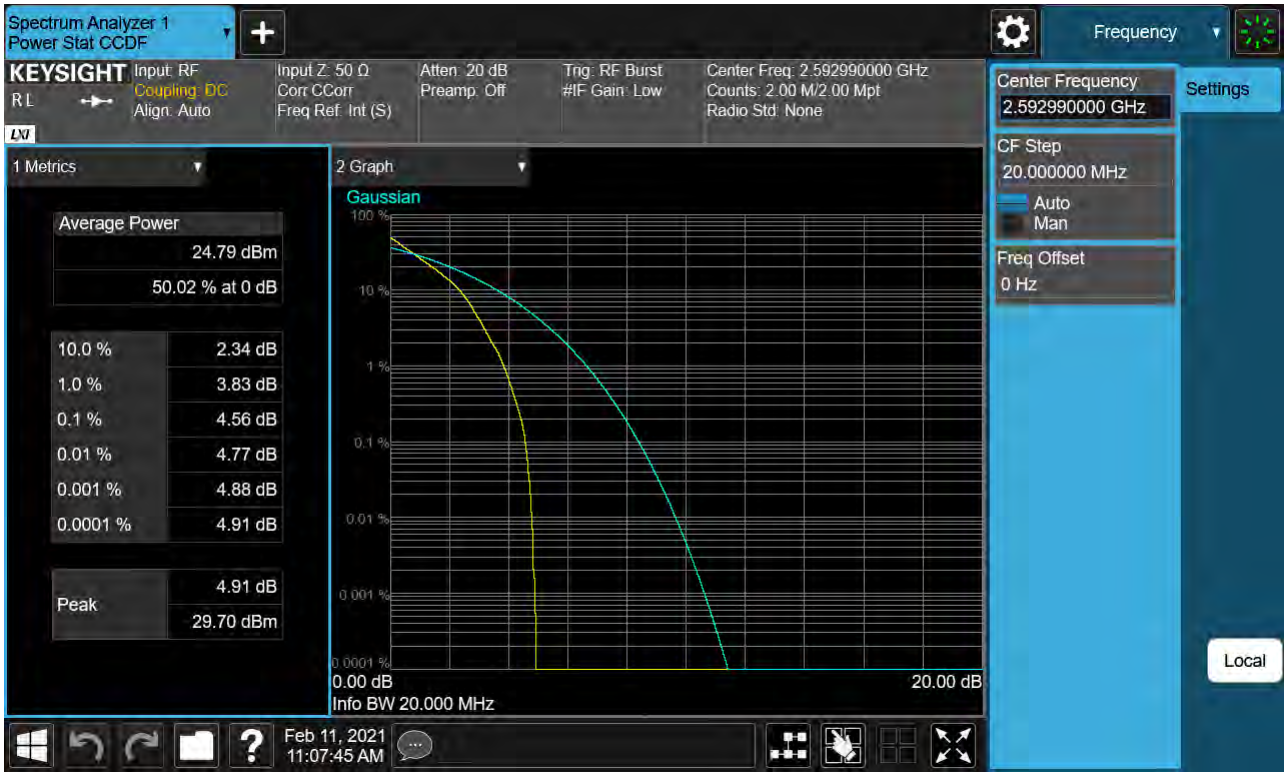 Spectrum Analyzer 1
Power Stat CCDF
+
Frequency
KEYSIGHT
RL
LXI
Input: RF
Coupling: DC
Align: Auto
Input Z: 50 Ω
Corr CCorr
Freq Ref: Int (S)
Atten: 20 dB
Preamp: Off
Trig: RF Burst
#IF Gain: Low
Center Freq: 2.592990000 GHz
Counts: 2.00 M/2.00 Mpt
Radio Std: None
Center Frequency
2.592990000 GHz
Settings
CF Step
20.000000 MHz
Auto
Man
Freq Offset
0 Hz
1 Metrics
Average Power
24.79 dBm
50.02 % at 0 dB
10.0 % 2.34 dB
1.0 % 3.83 dB
0.1 % 4.56 dB
0.01 % 4.77 dB
0.001 % 4.88 dB
0.0001 % 4.91 dB
Peak 4.91 dB
29.70 dBm
2 Graph
Gaussian
100 %
10 %
1 %
0.1 %
0.01 %
0.001 %
0.0001 %
0.00 dB 20.00 dB
Info BW 20.000 MHz
Local
?
Feb 11, 2021
11:07:45 AM